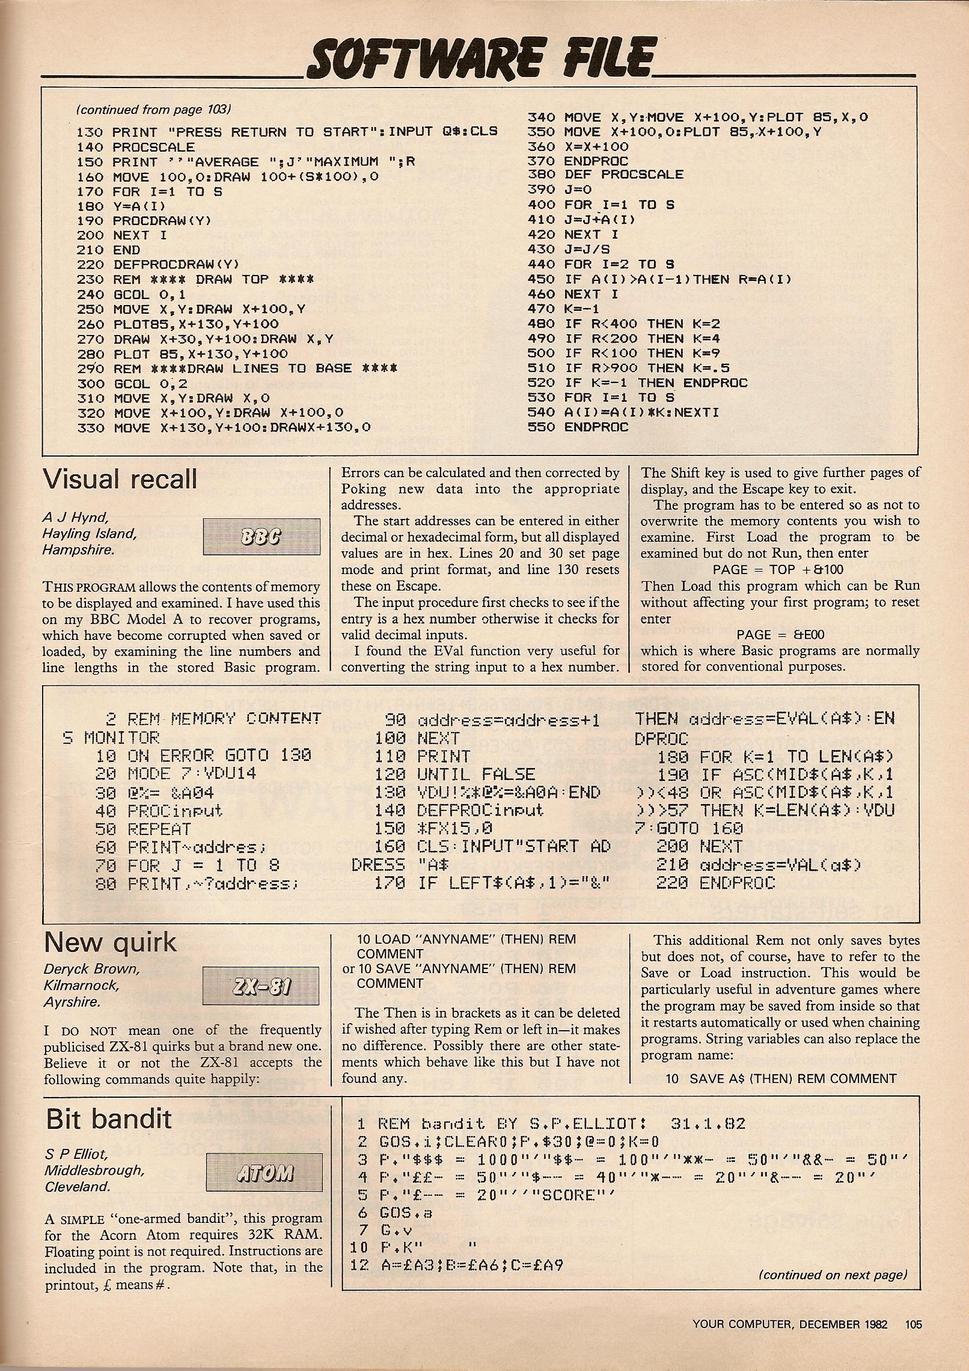 SOFTWARE FILE
(continued from page 103)
130 PRINT "PRESS RETURN TO START":INPUT Q$:CLS
140 PROCSCALE
150 PRINT ''"AVERAGE ";J'"MAXIMUM ";R
160 MOVE 100,0:DRAW 100+(S*100),0
170 FOR I=1 TO S
180 Y=A(I)
190 PROCDRAW(Y)
200 NEXT I
210 END
220 DEFPROCDRAW(Y)
230 REM **** DRAW TOP ****
240 GCOL 0,1
250 MOVE X,Y:DRAW X+100,Y
260 PLOT85,X+130,Y+100
270 DRAW X+30,Y+100:DRAW X,Y
280 PLOT 85,X+130,Y+100
290 REM ****DRAW LINES TO BASE ****
300 GCOL 0,2
310 MOVE X,Y:DRAW X,0
320 MOVE X+100,Y:DRAW X+100,0
330 MOVE X+130,Y+100:DRAWX+130,0
340 MOVE X,Y:MOVE X+100,Y:PLOT 85,X,0
350 MOVE X+100,0:PLOT 85,X+100,Y
360 X=X+100
370 ENDPROC
380 DEF PROCSCALE
390 J=0
400 FOR I=1 TO S
410 J=J+A(I)
420 NEXT I
430 J=J/S
440 FOR I=2 TO S
450 IF A(I)>A(I-1)THEN R=A(I)
460 NEXT I
470 K=-1
480 IF R<400 THEN K=2
490 IF R<200 THEN K=4
500 IF R<100 THEN K=9
510 IF R>900 THEN K=.5
520 IF K=-1 THEN ENDPROC
530 FOR I=1 TO S
540 A(I)=A(I)*K:NEXTI
550 ENDPROC
Visual recall
A J Hynd,
Hayling Island,
Hampshire.
BBC
THIS PROGRAM allows the contents of memory
to be displayed and examined. I have used this
on my BBC Model A to recover programs,
which have become corrupted when saved or
loaded, by examining the line numbers and
line lengths in the stored Basic program.
Errors can be calculated and then corrected by
Poking new data into the appropriate
addresses.
The start addresses can be entered in either
decimal or hexadecimal form, but all displayed
values are in hex. Lines 20 and 30 set page
mode and print format, and line 130 resets
these on Escape.
The input procedure first checks to see if the
entry is a hex number otherwise it checks for
valid decimal inputs.
I found the EVal function very useful for
converting the string input to a hex number.
The Shift key is used to give further pages of
display, and the Escape key to exit.
The program has to be entered so as not to
overwrite the memory contents you wish to
examine. First Load the program to be
examined but do not Run, then enter
PAGE = TOP + &100
Then Load this program which can be Run
without affecting your first program; to reset
enter
PAGE = &E00
which is where Basic programs are normally
stored for conventional purposes.
2 REM MEMORY CONTENT
S MONITOR
10 ON ERROR GOTO 130
20 MODE 7:VDU14
30 @%= &A04
40 PROCinput
50 REPEAT
60 PRINT~addres;
70 FOR J = 1 TO 8
80 PRINT,~?address;
90 address=address+1
100 NEXT
110 PRINT
120 UNTIL FALSE
130 VDU!%*@%=&A0A:END
140 DEFPROCinput
150 *FX15,0
160 CLS:INPUT"START AD
DRESS "A$
170 IF LEFT$(A$,1)="&"
THEN address=EVAL(A$):EN
DPROC
180 FOR K=1 TO LEN(A$)
190 IF ASC(MID$(A$,K,1
))<48 OR ASC(MID$(A$,K,1
))>57 THEN K=LEN(A$):VDU
7:GOTO 160
200 NEXT
210 address=VAL(a$)
220 ENDPROC
New quirk
Deryck Brown,
Kilmarnock,
Ayrshire.
ZX-81
I DO NOT mean one of the frequently
publicised ZX-81 quirks but a brand new one.
Believe it or not the ZX-81 accepts the
following commands quite happily:
10 LOAD "ANYNAME" (THEN) REM
COMMENT
or 10 SAVE "ANYNAME" (THEN) REM
COMMENT
The Then is in brackets as it can be deleted
if wished after typing Rem or left in—it makes
no difference. Possibly there are other state-
ments which behave like this but I have not
found any.
This additional Rem not only saves bytes
but does not, of course, have to refer to the
Save or Load instruction. This would be
particularly useful in adventure games where
the program may be saved from inside so that
it restarts automatically or used when chaining
programs. String variables can also replace the
program name:
10 SAVE A$ (THEN) REM COMMENT
Bit bandit
S P Elliot,
Middlesbrough,
Cleveland.
ATOM
A SIMPLE "one-armed bandit", this program
for the Acorn Atom requires 32K RAM.
Floating point is not required. Instructions are
included in the program. Note that, in the
printout, £ means #.
1 REM bandit BY S.P.ELLIOT: 31.1.82
2 GOS.i;CLEAR0;P.$30;@=0;K=0
3 P."$$$ = 1000"'"$$- = 100"'"**- = 50"'"&&- = 50"'
4 P."££- = 50"'"$-- = 40"'"*-- = 20"'"&-- = 20"'
5 P."£-- = 20"''"SCORE"'
6 GOS.a
7 G.v
10 P.K" "
12 A=£A3;B=£A6;C=£A9
(continued on next page)
YOUR COMPUTER, DECEMBER 1982 105